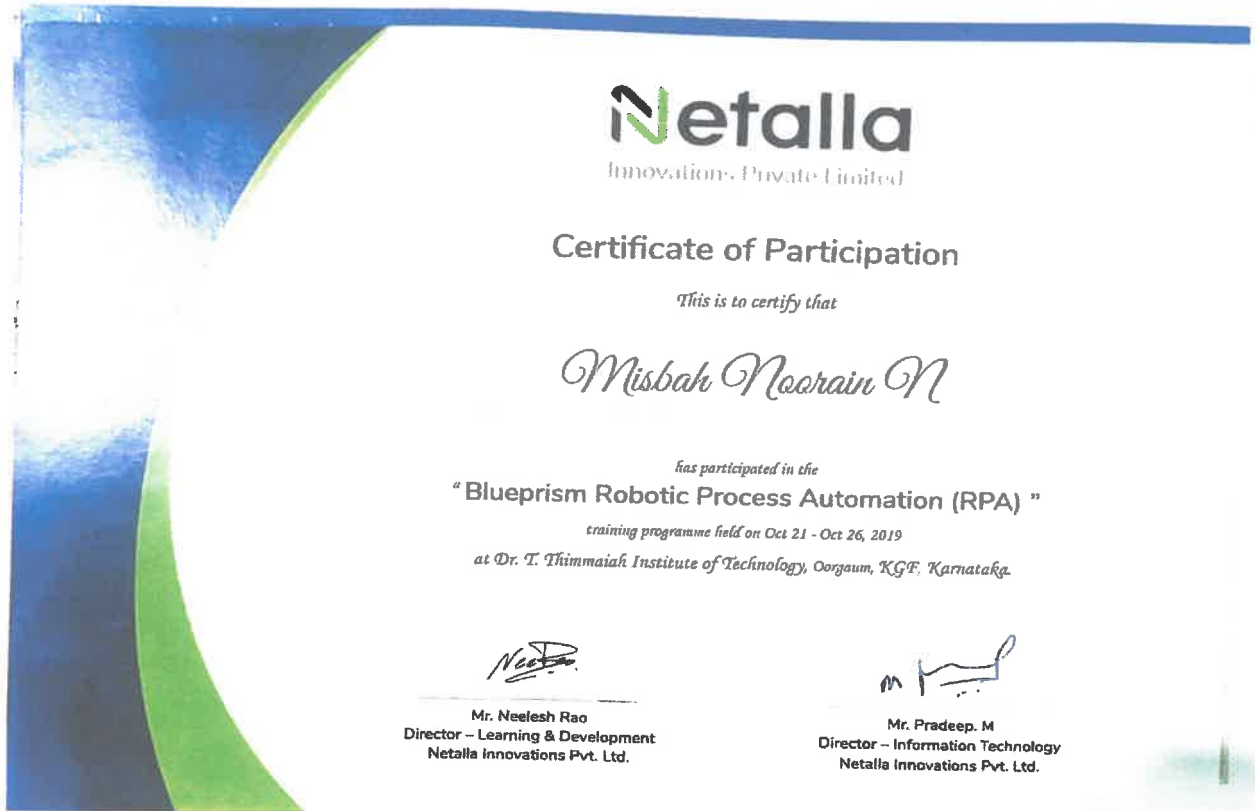 Netalla
Innovations Private Limited
Certificate of Participation
This is to certify that
Misbah Noorain N
has participated in the
" Blueprism Robotic Process Automation (RPA) "
training programme held on Oct 21 - Oct 26, 2019
at Dr. T. Thimmaiah Institute of Technology, Oorgaum, KGF, Karnataka.
Mr. Neelesh Rao
Director – Learning & Development
Netalla Innovations Pvt. Ltd.
Mr. Pradeep. M
Director – Information Technology
Netalla Innovations Pvt. Ltd.